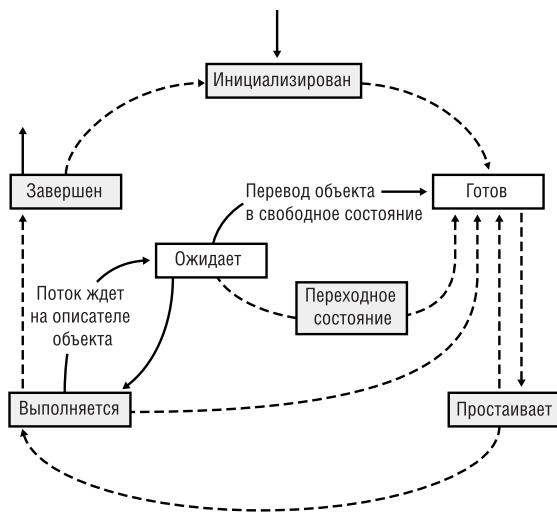 Инициализирован
Завершен
Перевод объекта
в свободное состояние
Готов
Ожидает
Поток ждет
на описателе
объекта
Переходное
состояние
Выполняется
Простаивает